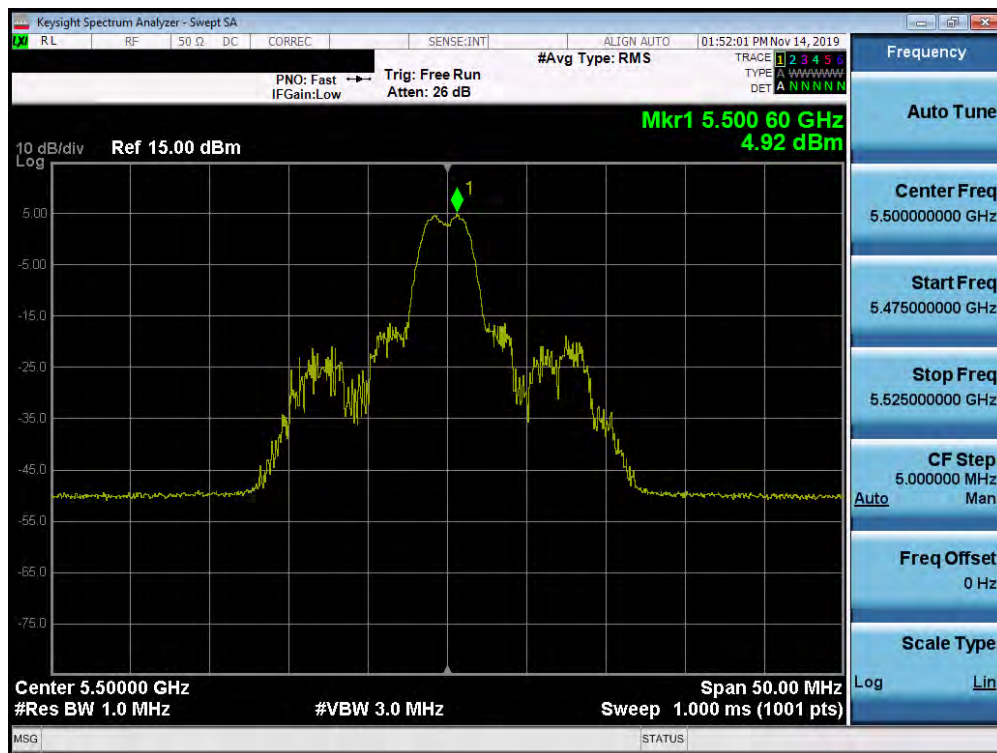 Keysight Spectrum Analyzer - Swept SA
LXI RL RF 50 Ω DC CORREC SENSE:INT ALIGN AUTO 01:52:01 PM Nov 14, 2019
PNO: Fast Trig: Free Run #Avg Type: RMS TRACE 1 2 3 4 5 6
IFGain:Low Atten: 26 dB TYPE A WWWWW
DET A N N N N N
Mkr1 5.500 60 GHz
4.92 dBm
10 dB/div Ref 15.00 dBm
Log
1
5.00
-5.00
-15.0
-25.0
-35.0
-45.0
-55.0
-65.0
-75.0
Center 5.50000 GHz Span 50.00 MHz
#Res BW 1.0 MHz #VBW 3.0 MHz Sweep 1.000 ms (1001 pts)
MSG STATUS
Frequency
Auto Tune
Center Freq
5.500000000 GHz
Start Freq
5.475000000 GHz
Stop Freq
5.525000000 GHz
CF Step
5.000000 MHz
Auto Man
Freq Offset
0 Hz
Scale Type
Log Lin